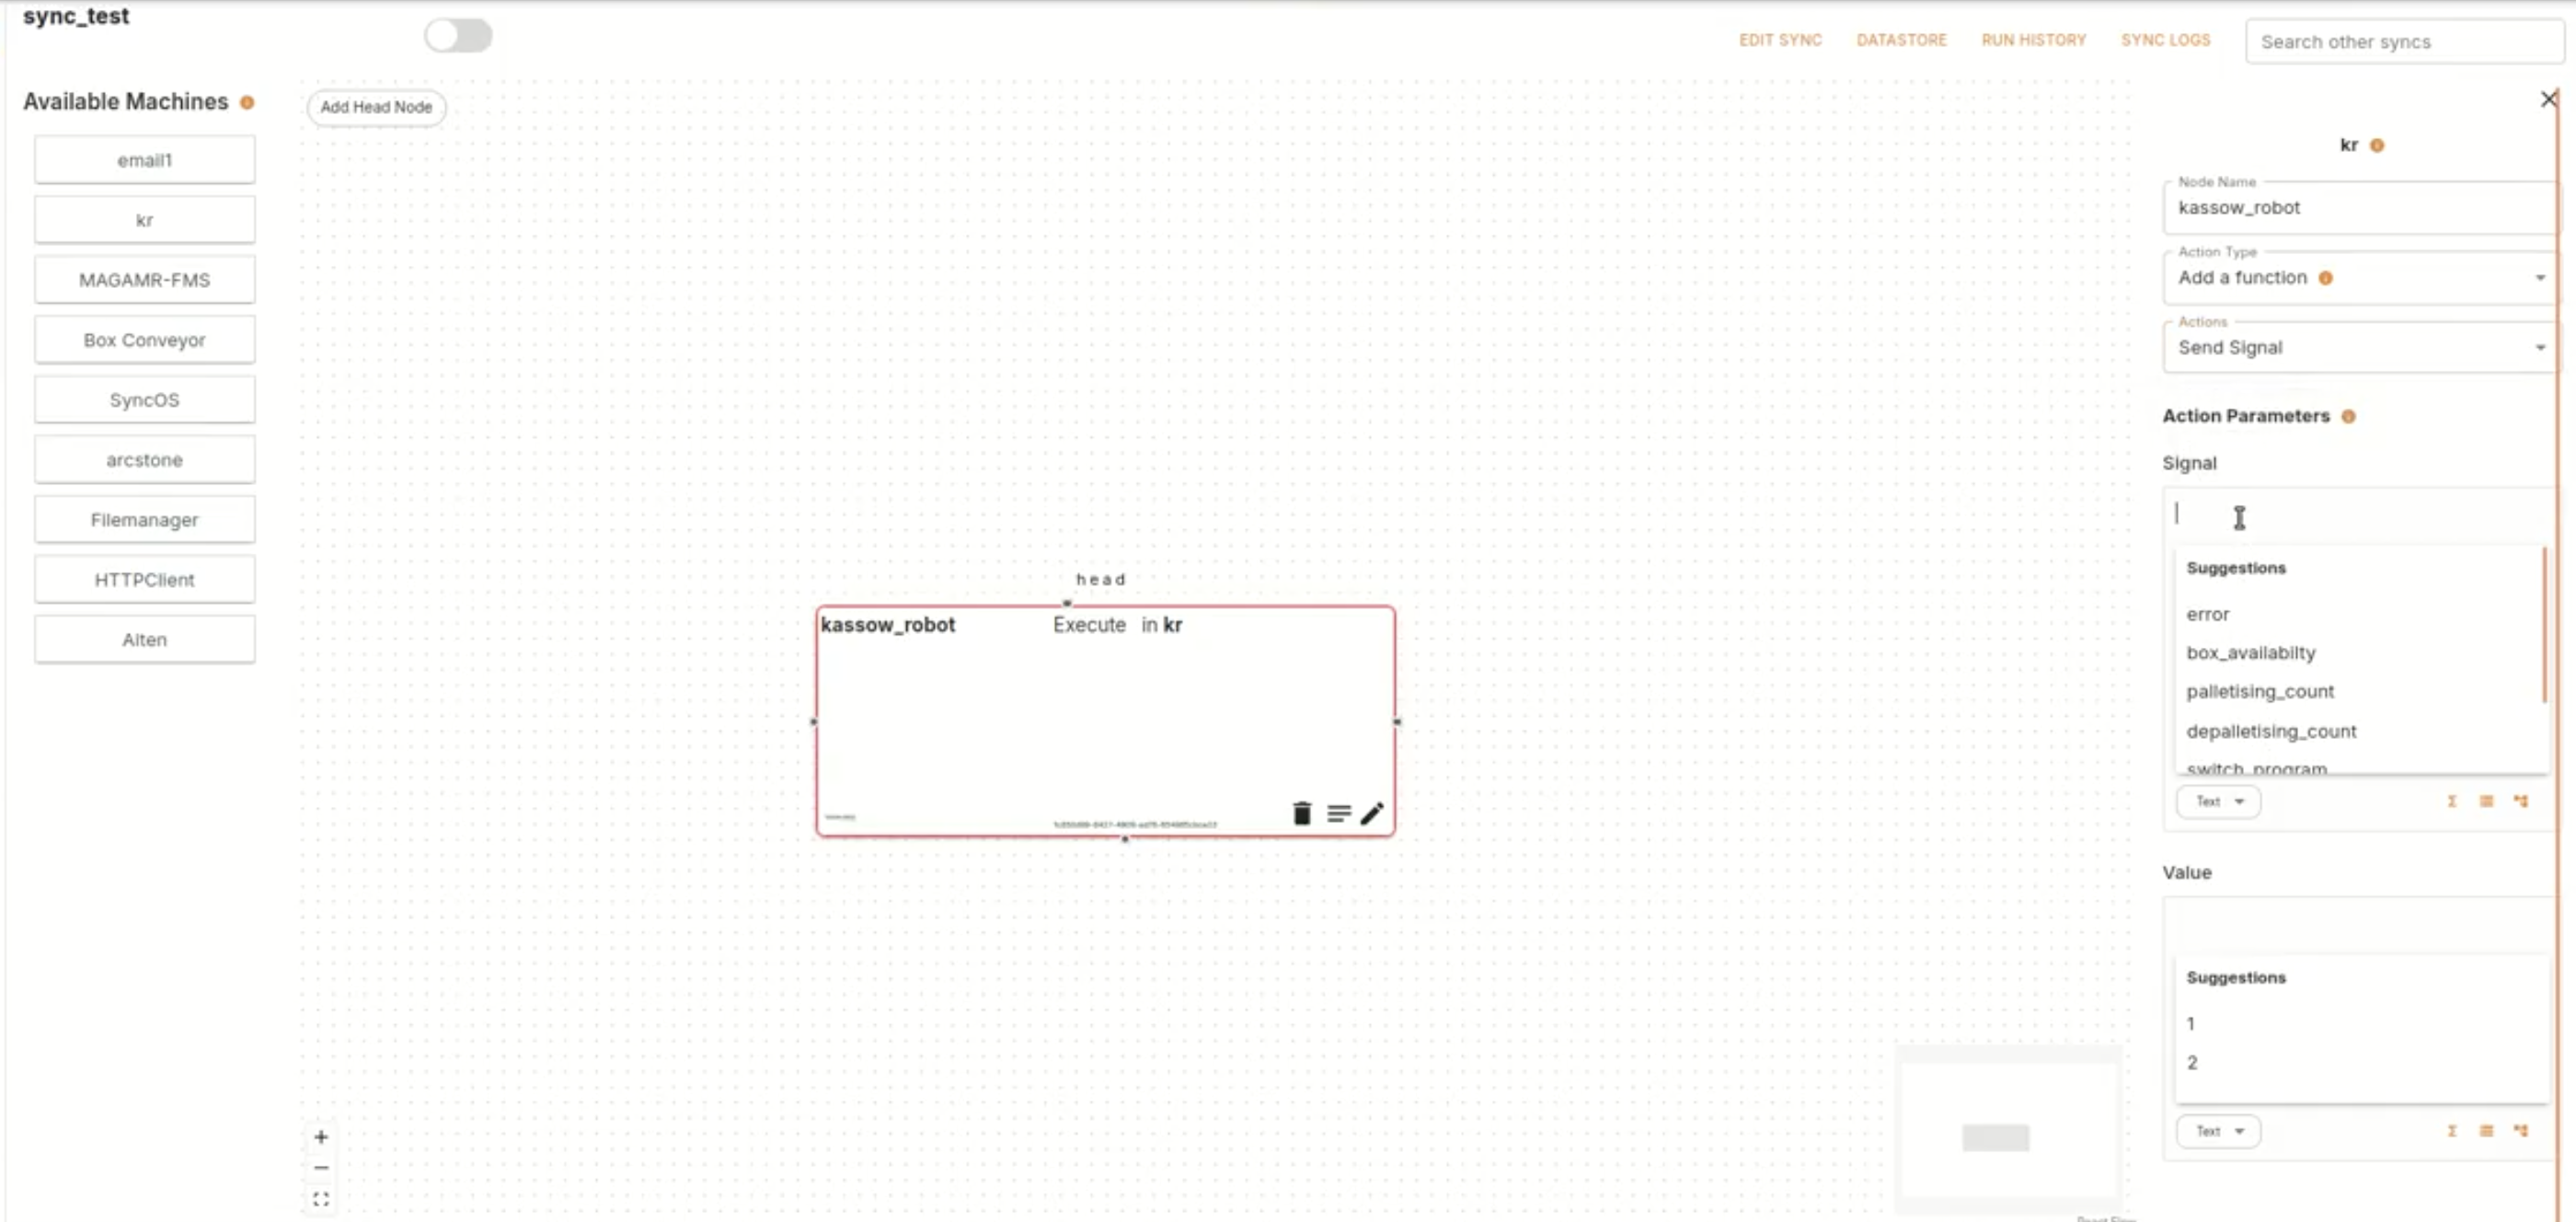 sync_test
EDIT SYNC
DATASTORE
RUN HISTORY
SYNC LOGS
Search other syncs
Available Machines
email1
kr
MAGAMR-FMS
Box Conveyor
SyncOS
arcstone
Filemanager
HTTPClient
Alten
Add Head Node
head
kassow_robot Execute in kr
kr
Node Name
kassow_robot
Action Type
Add a function
Actions
Send Signal
Action Parameters
Signal
Suggestions
error
box_availabilty
palletising_count
depalletising_count
switch_program
Text
Value
Suggestions
1
2
Text